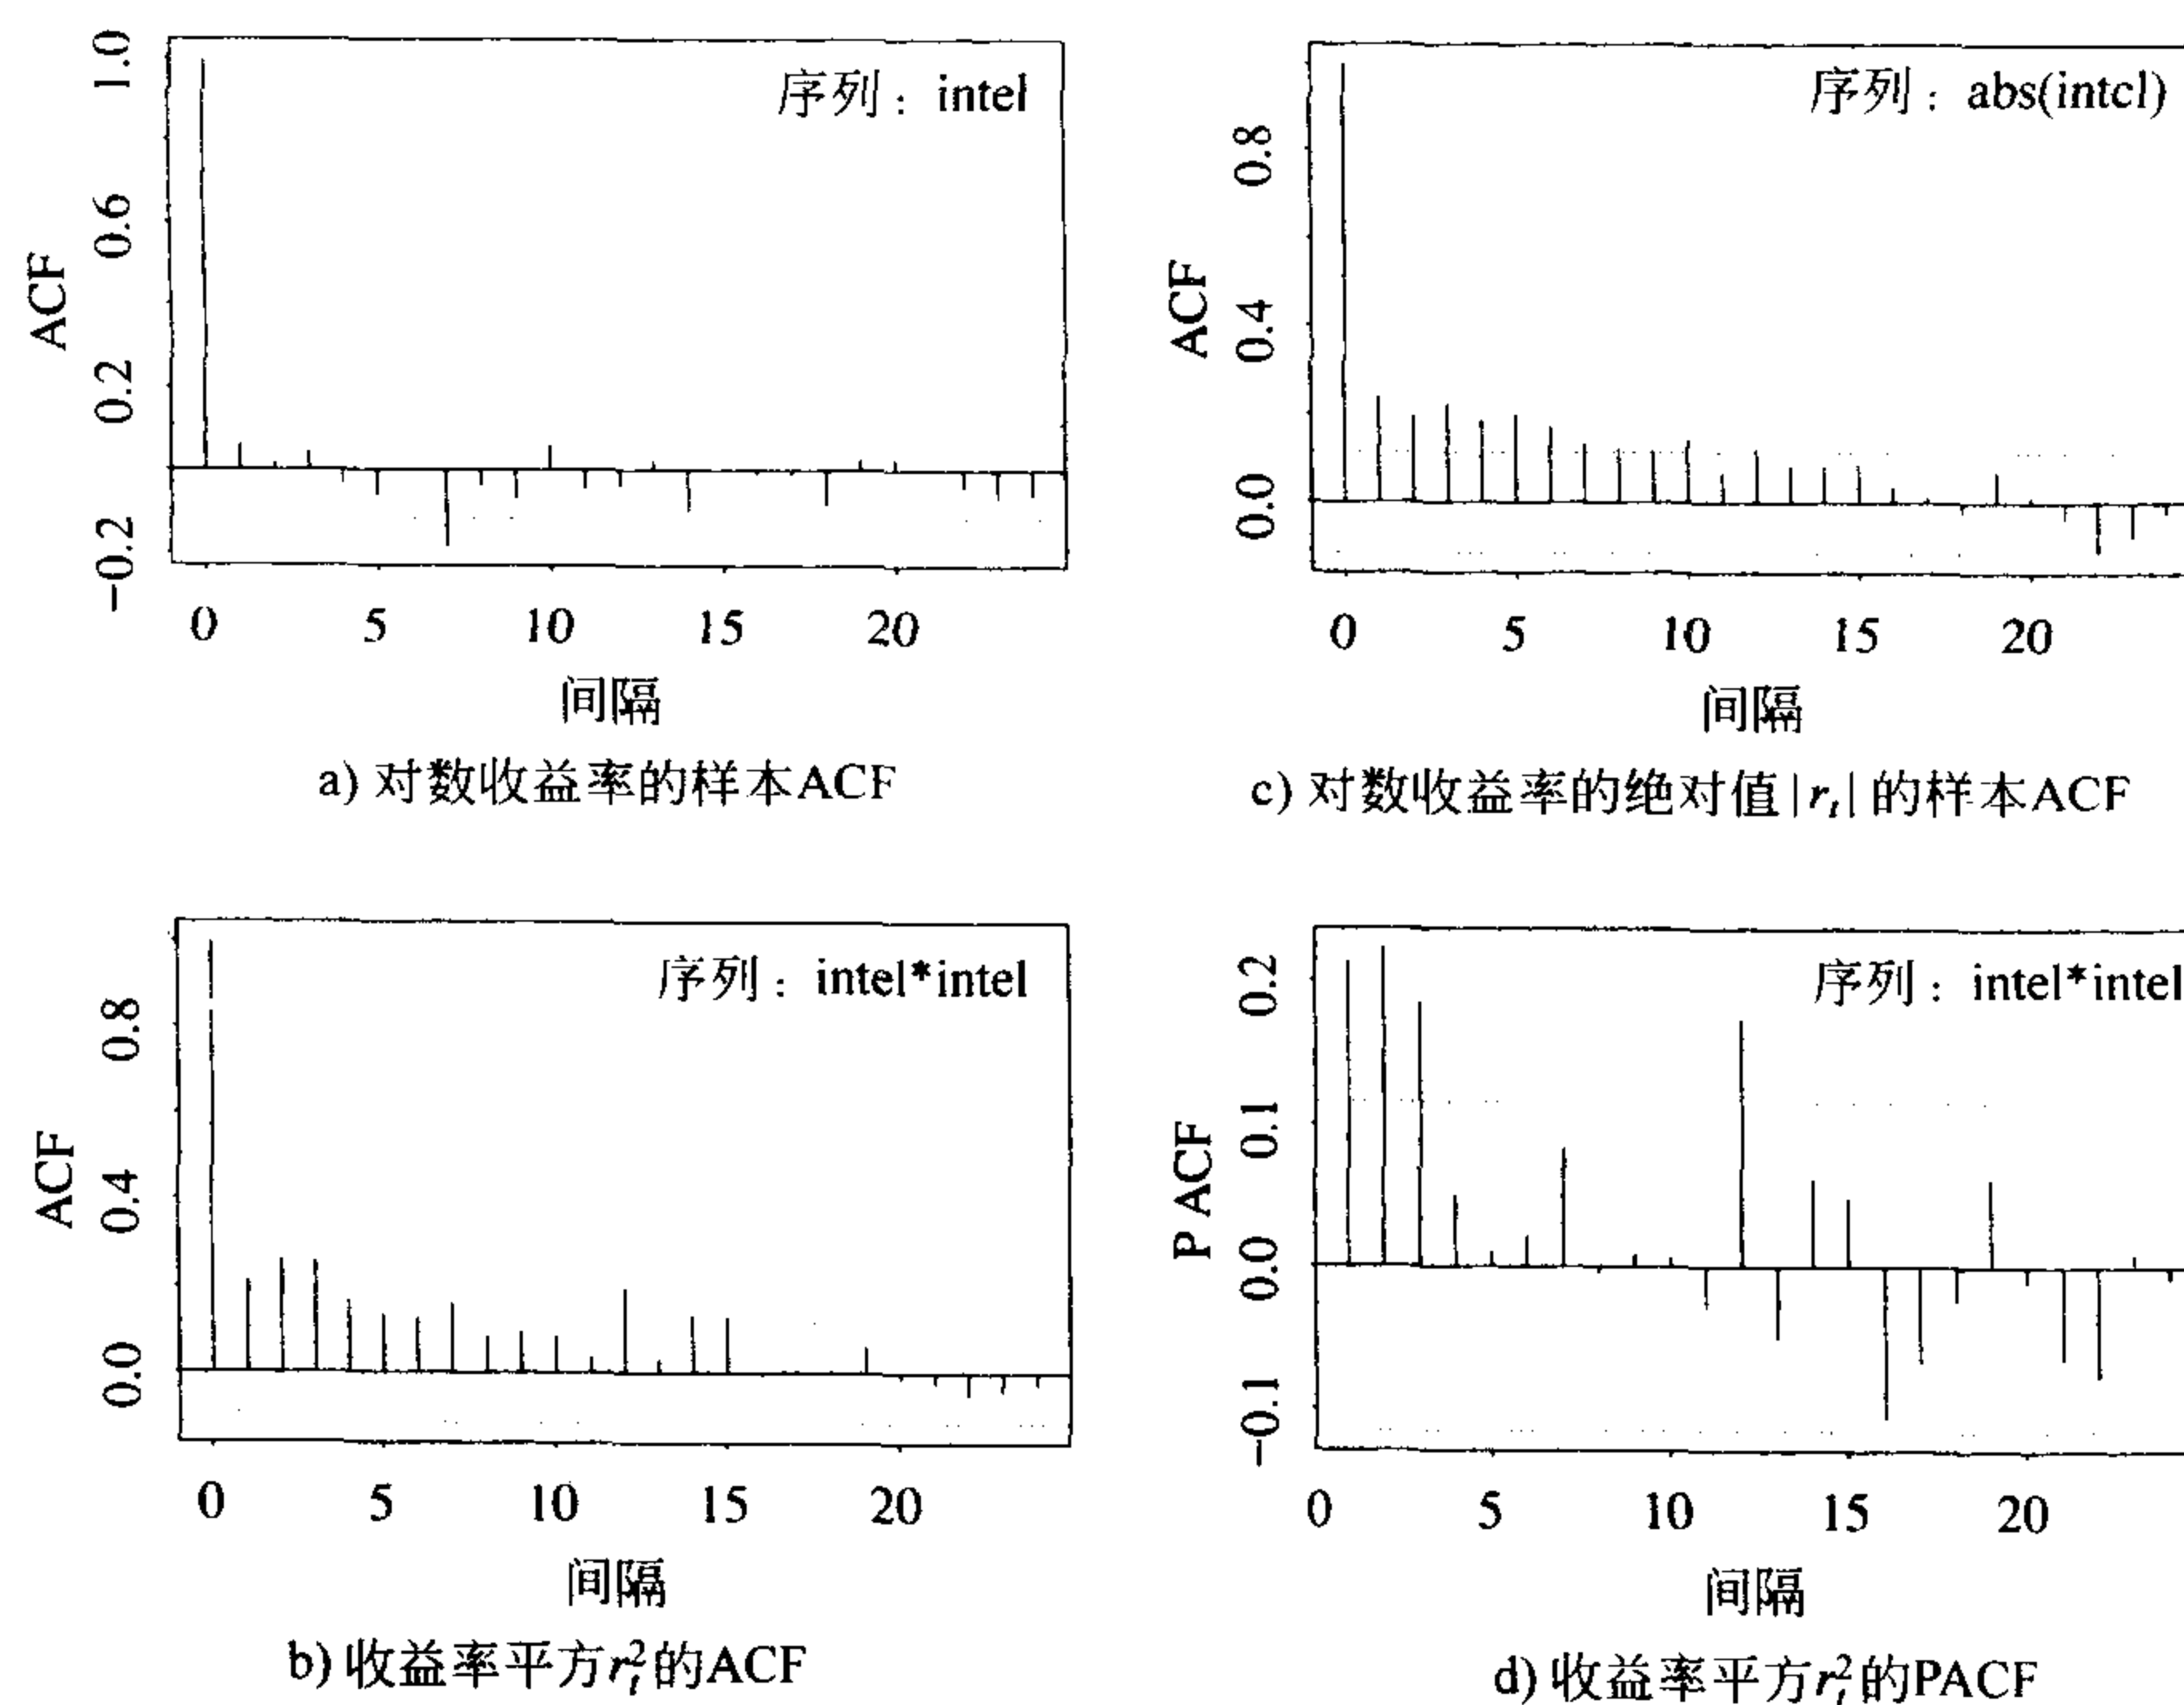 序列：intel
ACF
1.0
0.6
0.2
-0.2
0 5 10 15 20
间隔
a) 对数收益率的样本ACF
序列：abs(intcl)
ACF
0.8
0.4
0.0
0 5 10 15 20
间隔
c) 对数收益率的绝对值|r_t|的样本ACF
序列：intel*intel
ACF
0.8
0.4
0.0
0 5 10 15 20
间隔
b) 收益率平方r_t^2的ACF
序列：intel*intel
P ACF
0.2
0.1
0.0
-0.1
0 5 10 15 20
间隔
d) 收益率平方r_t^2的PACF